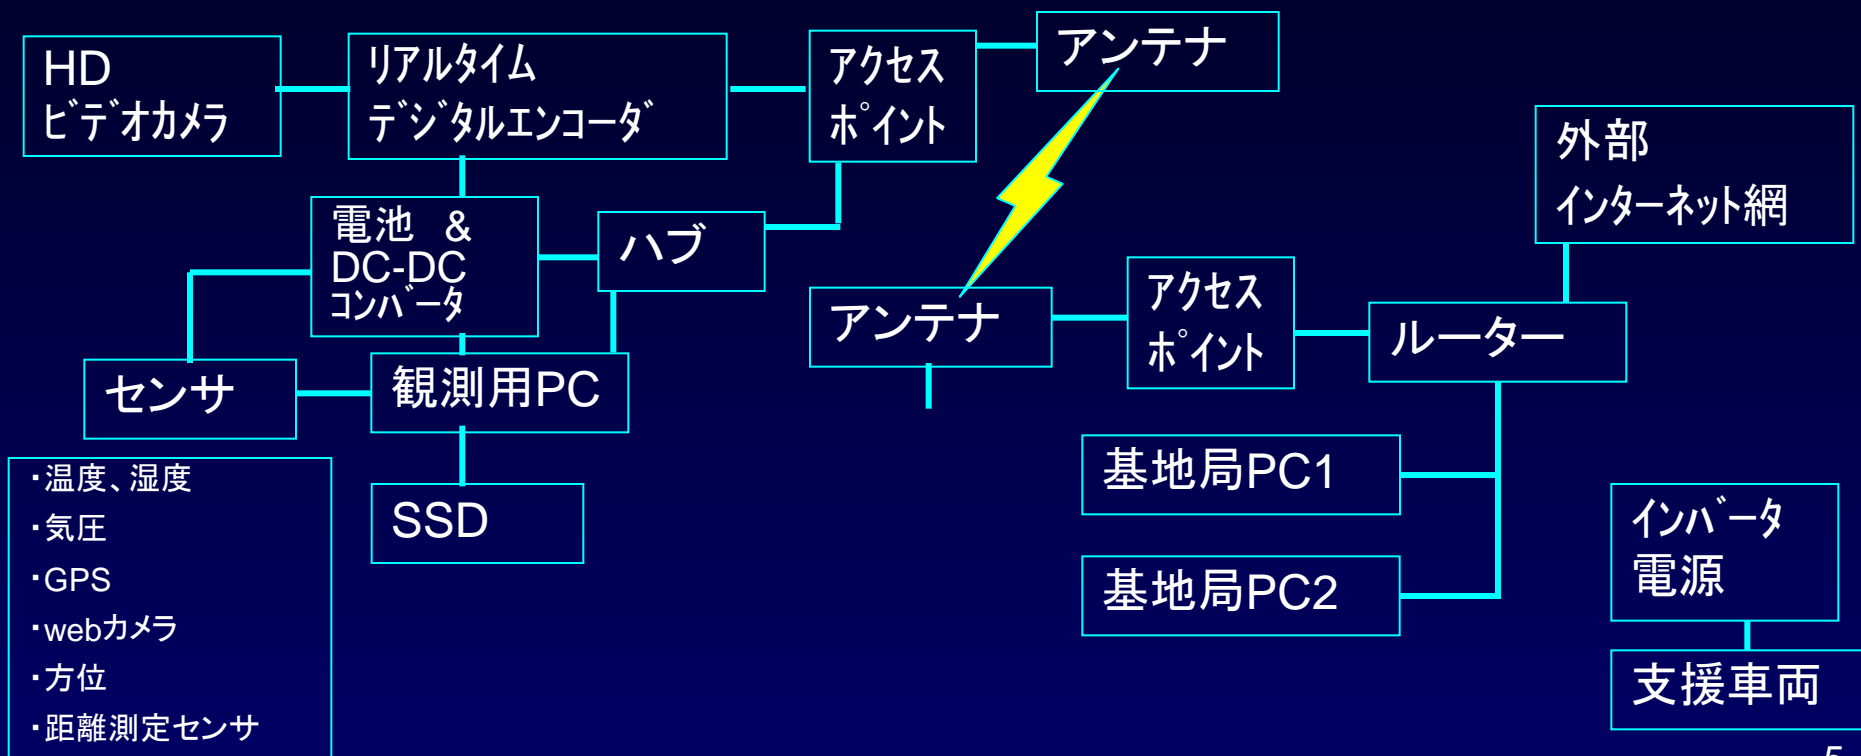 HD
ビデオカメラ
リアルタイム
デジタルエンコーダ
アクセス
ポイント
アンテナ
外部
インターネット網
電池 &
DC-DC
コンバータ
ハブ
アンテナ
アクセス
ポイント
ルーター
センサ
観測用PC
SSD
・温度、湿度
・気圧
・GPS
・webカメラ
・方位
・距離測定センサ
基地局PC1
基地局PC2
インバータ
電源
支援車両
5